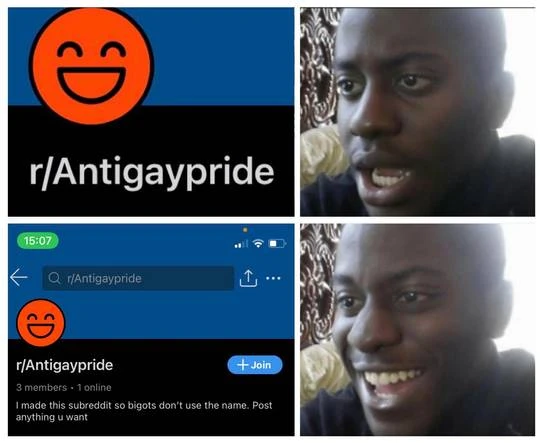 r/Antigaypride
15:07
r/Antigaypride
r/Antigaypride
+ Join
3 members • 1 online
I made this subreddit so bigots don't use the name. Post
anything u want